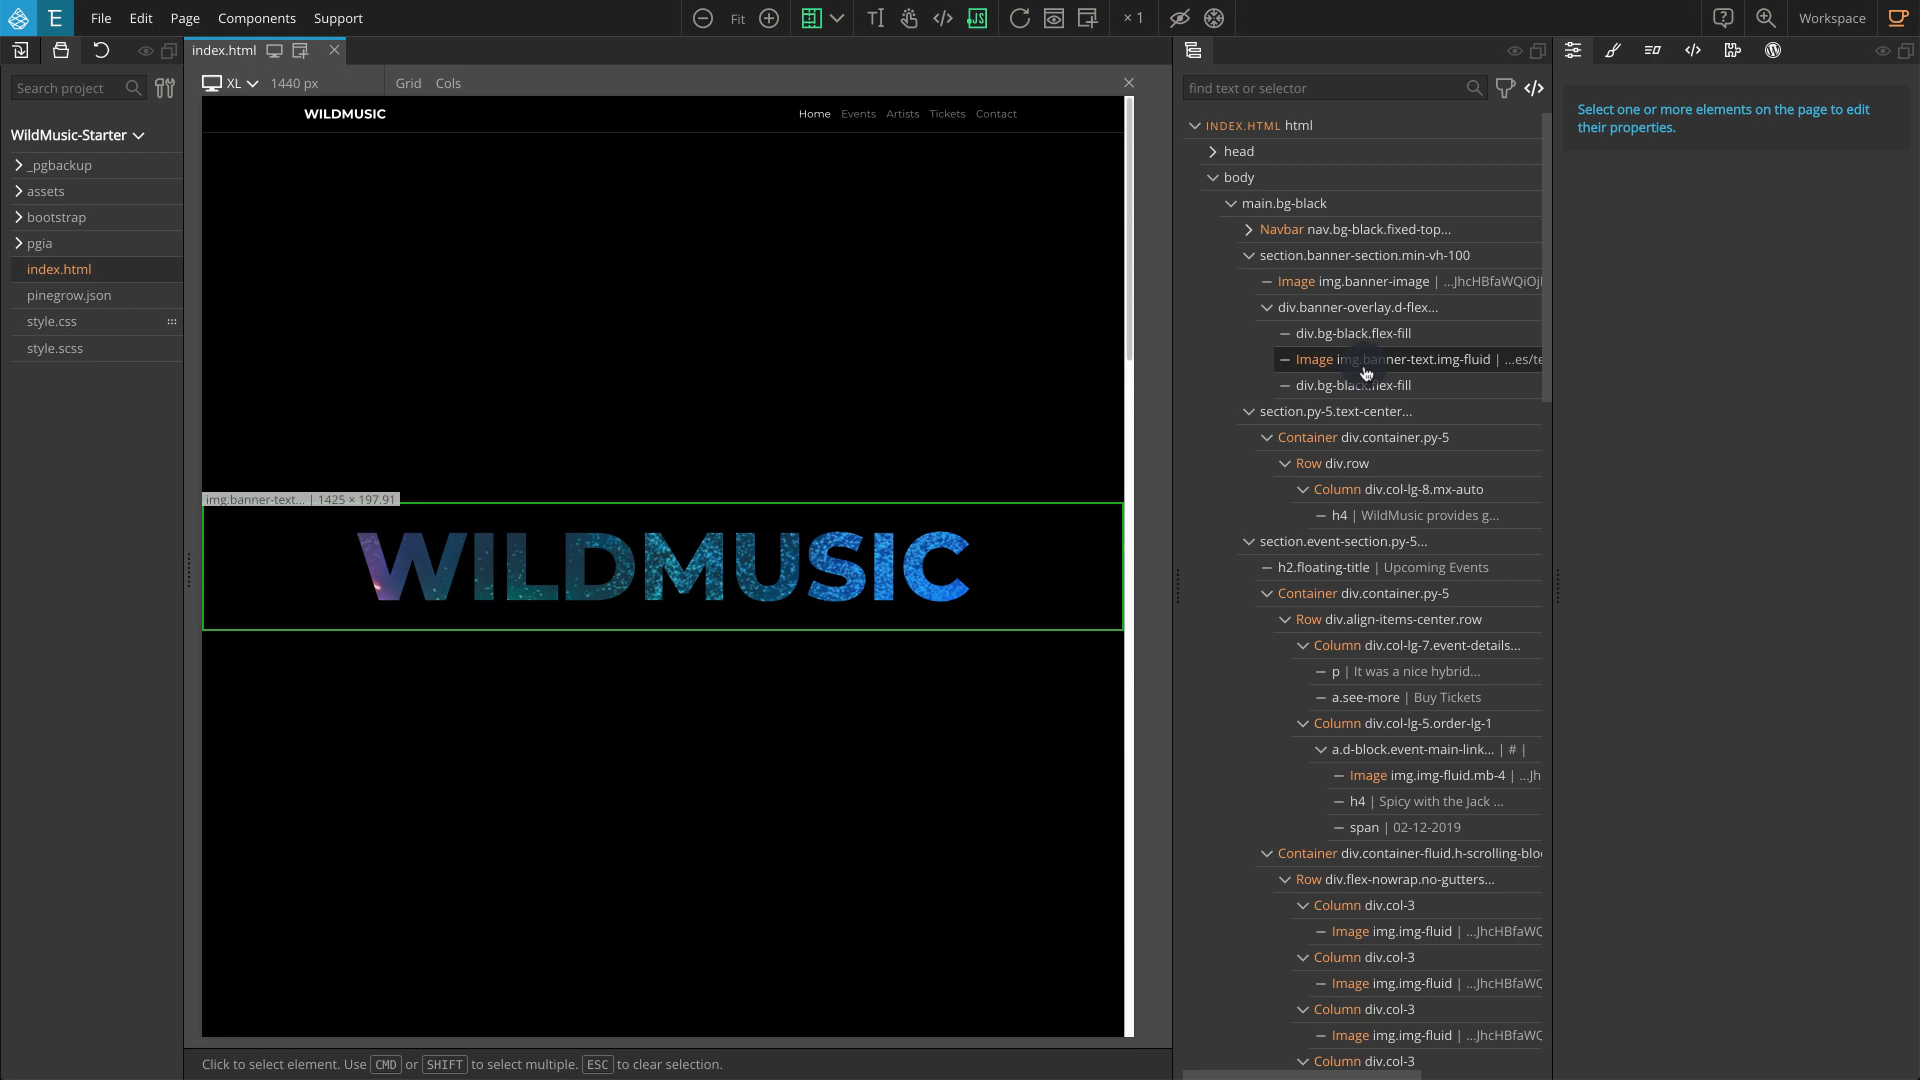 E File Edit Page Components Support Fit × 1 Workspace
index.html
Search project
WildMusic-Starter
_pgbackup
assets
bootstrap
pgia
index.html
pinegrow.json
style.css
style.scss
XL 1440 px Grid Cols
WILDMUSIC Home Events Artists Tickets Contact
img.banner-text... | 1425 × 197.91
WILDMUSIC
Click to select element. Use CMD or SHIFT to select multiple. ESC to clear selection.
find text or selector
INDEX.HTML html
head
body
main.bg-black
Navbar nav.bg-black.fixed-top...
section.banner-section.min-vh-100
Image img.banner-image | ...JhcHBfaWQiOj
div.banner-overlay.d-flex...
div.bg-black.flex-fill
Image img.banner-text.img-fluid | ...es/te
div.bg-black.flex-fill
section.py-5.text-center...
Container div.container.py-5
Row div.row
Column div.col-lg-8.mx-auto
h4 | WildMusic provides g...
section.event-section.py-5...
h2.floating-title | Upcoming Events
Container div.container.py-5
Row div.align-items-center.row
Column div.col-lg-7.event-details...
p | It was a nice hybrid...
a.see-more | Buy Tickets
Column div.col-lg-5.order-lg-1
a.d-block.event-main-link... | # |
Image img.img-fluid.mb-4 | ...Jh
h4 | Spicy with the Jack ...
span | 02-12-2019
Container div.container-fluid.h-scrolling-blo
Row div.flex-nowrap.no-gutters...
Column div.col-3
Image img.img-fluid | ...JhcHBfaWQ
Column div.col-3
Image img.img-fluid | ...JhcHBfaWQ
Column div.col-3
Image img.img-fluid | ...JhcHBfaWQ
Column div.col-3
Select one or more elements on the page to edit
their properties.